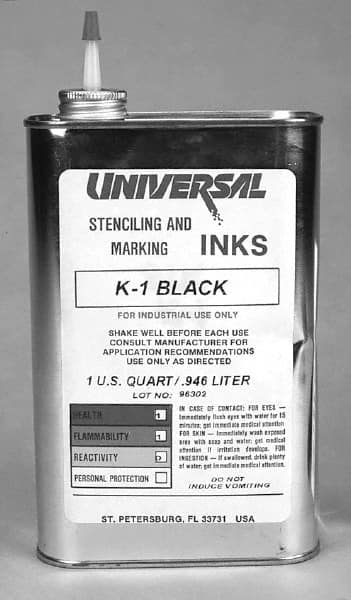 UNIVERSAL
STENCILING AND
MARKING INKS
K-1 BLACK
FOR INDUSTRIAL USE ONLY
SHAKE WELL BEFORE EACH USE
CONSULT MANUFACTURER FOR
APPLICATION RECOMMENDATIONS
USE ONLY AS DIRECTED
1 U.S. QUART/.946 LITER
LOT NO: 96302
HEALTH 1
FLAMMABILITY 1
REACTIVITY 0
PERSONAL PROTECTION
IN CASE OF CONTACT: FOR EYES —
Immediately flush eyes with water for 15
minutes; get immediate medical attention
FOR SKIN — Immediately wash exposed
area with soap and water; get medical
attention if irritation develops. FOR
INGESTION — If swallowed, drink plenty
of water; get immediate medical attention.
DO NOT
INDUCE VOMITING
ST. PETERSBURG, FL 33731 USA